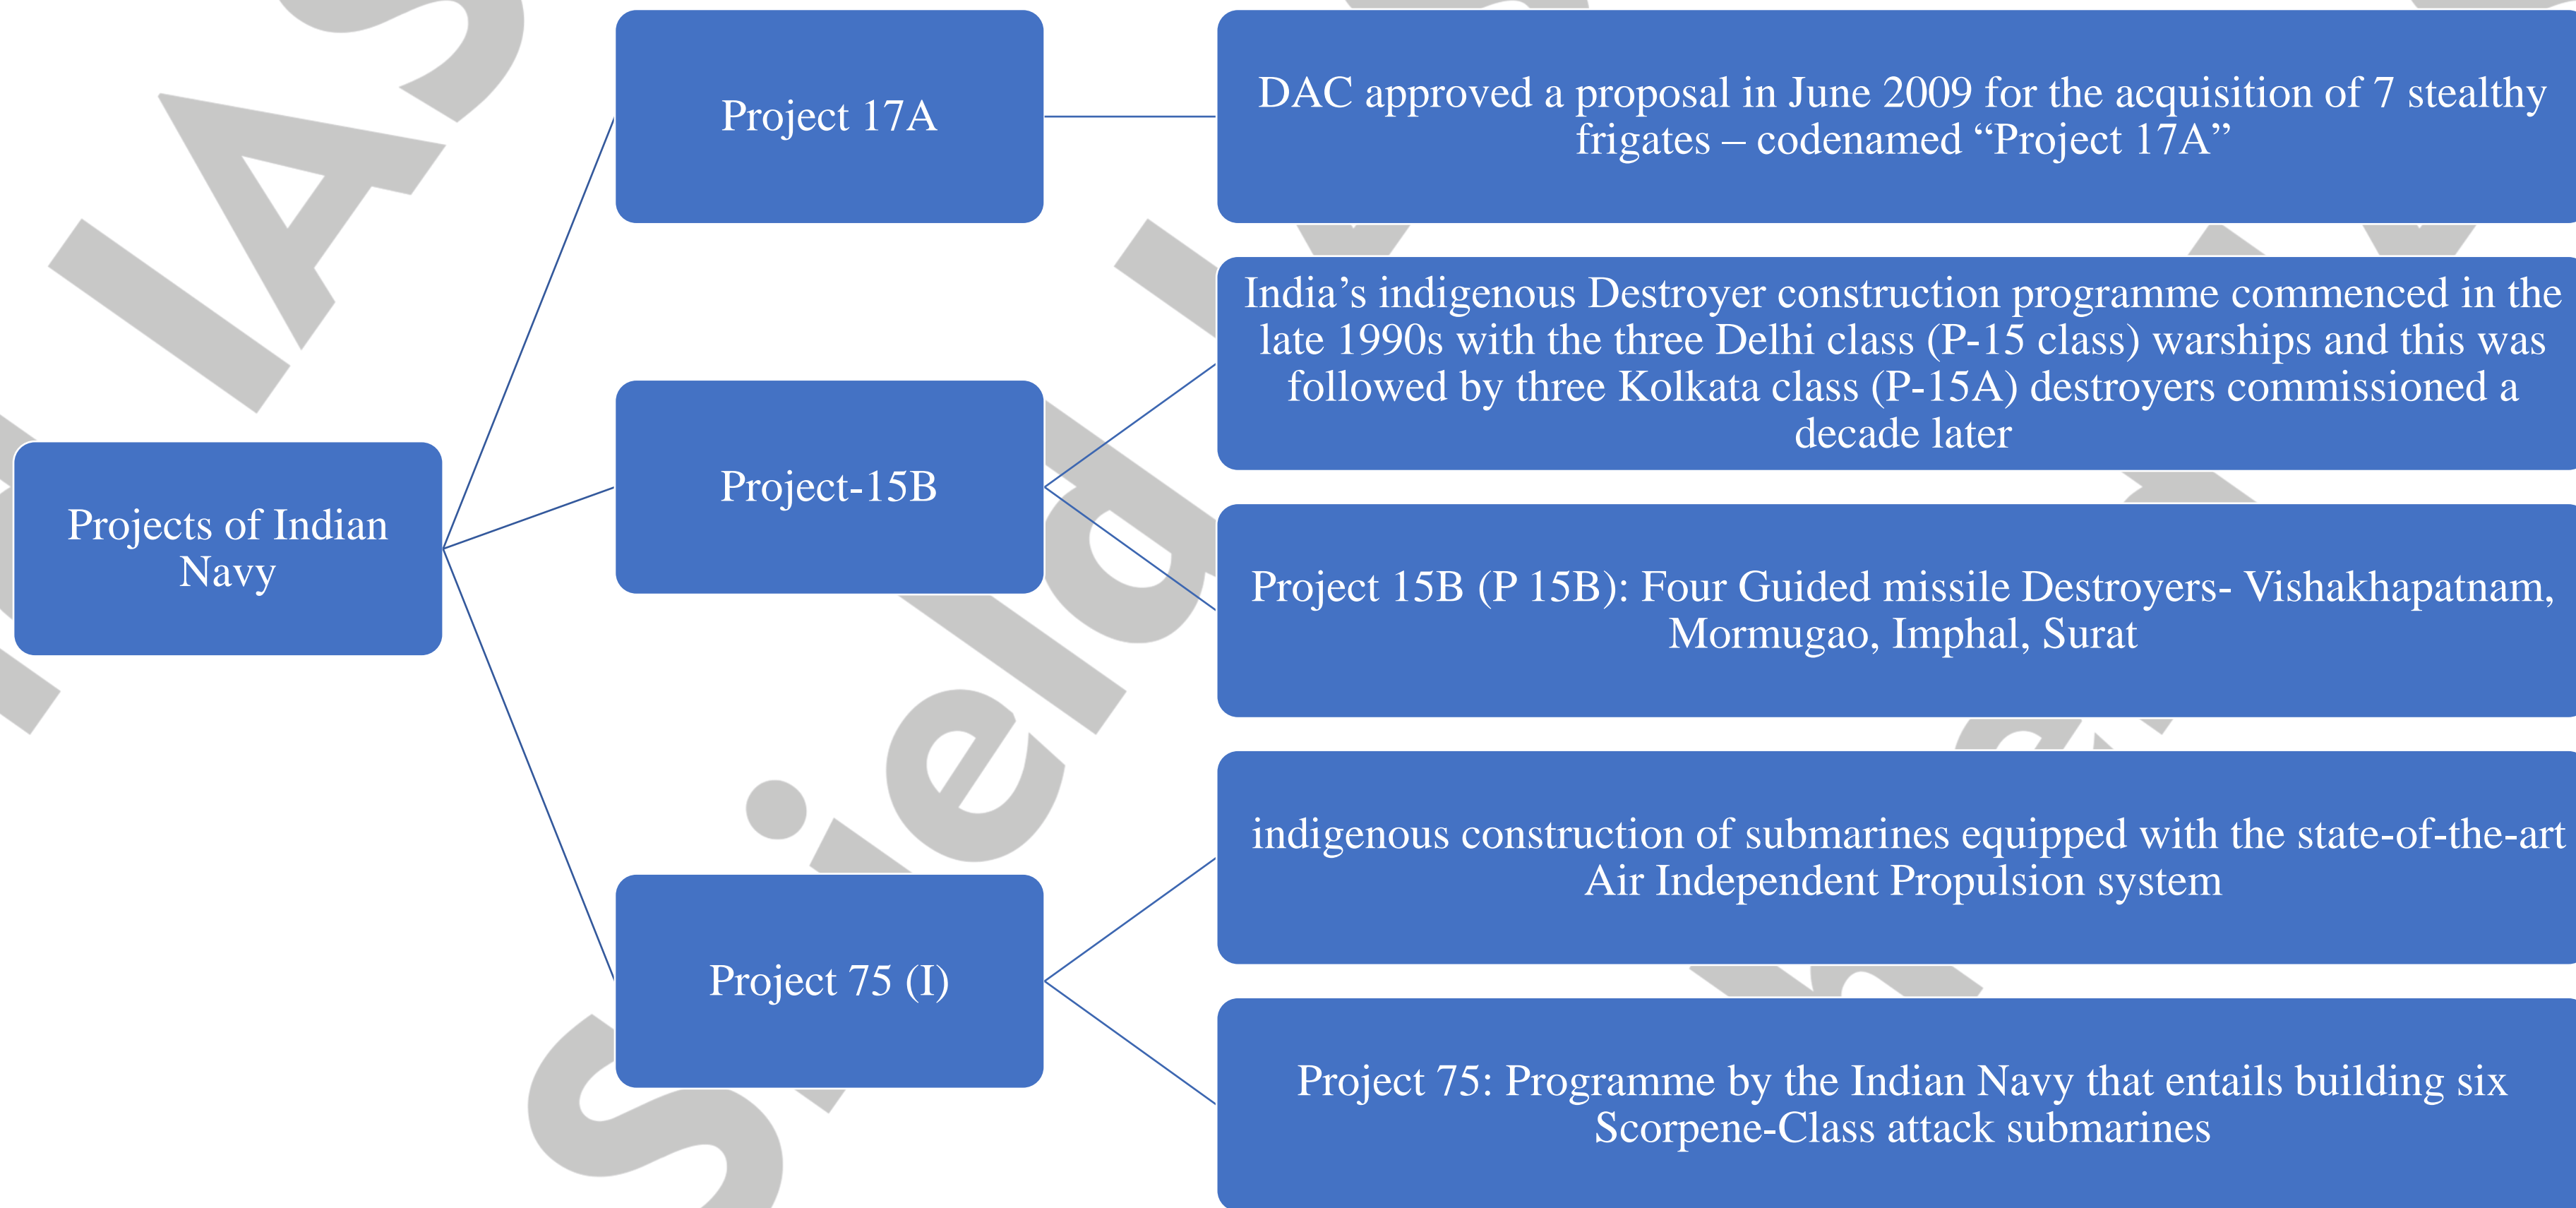 Projects of Indian
Navy
Project 17A
DAC approved a proposal in June 2009 for the acquisition of 7 stealthy
frigates – codenamed “Project 17A”
Project-15B
India’s indigenous Destroyer construction programme commenced in the
late 1990s with the three Delhi class (P-15 class) warships and this was
followed by three Kolkata class (P-15A) destroyers commissioned a
decade later
Project 15B (P 15B): Four Guided missile Destroyers- Vishakhapatnam,
Mormugao, Imphal, Surat
Project 75 (I)
indigenous construction of submarines equipped with the state-of-the-art
Air Independent Propulsion system
Project 75: Programme by the Indian Navy that entails building six
Scorpene-Class attack submarines
IAS